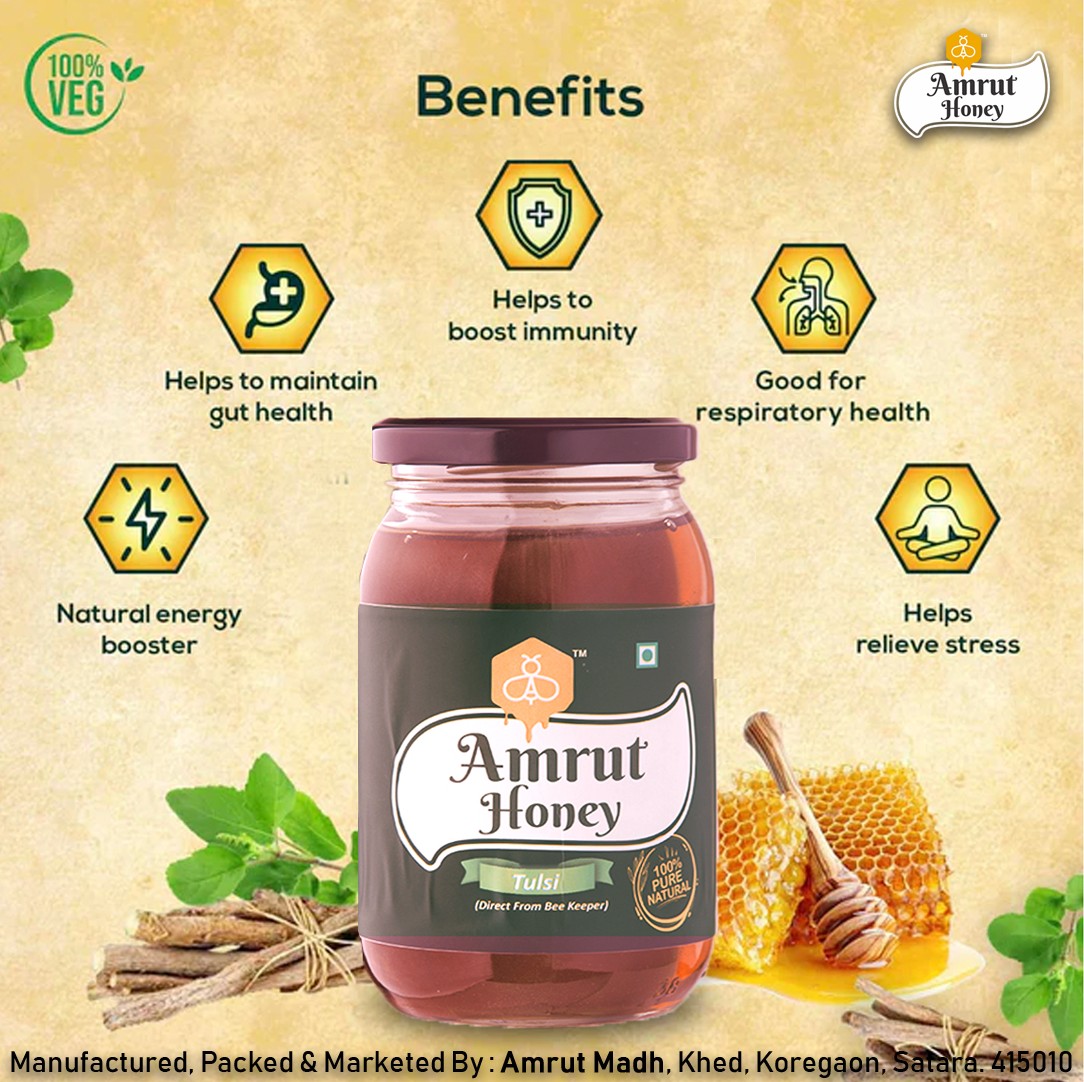 100%
VEG
Benefits
TM
Amrut
Honey
Helps to
boost immunity
Helps to maintain
gut health
Good for
respiratory health
Natural energy
booster
Helps
relieve stress
TM
Amrut
Honey
Tulsi
(Direct From Bee Keeper)
100%
PURE
NATURAL
Manufactured, Packed & Marketed By : Amrut Madh, Khed, Koregaon, Satara. 415010